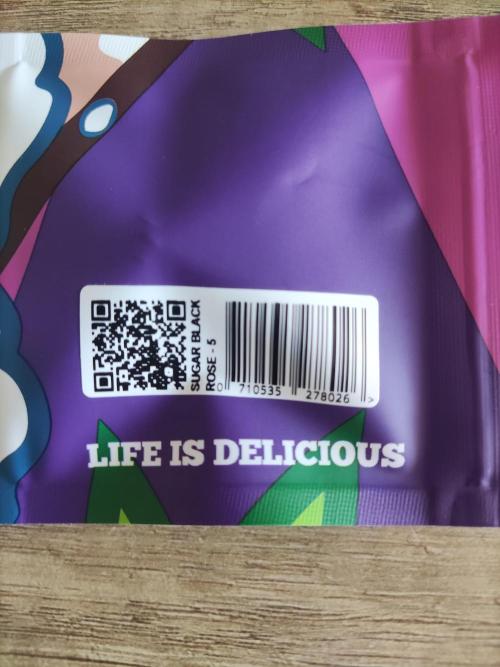 SUGAR BLACK
ROSE - 5
0 710535 278026 >
LIFE IS DELICIOUS